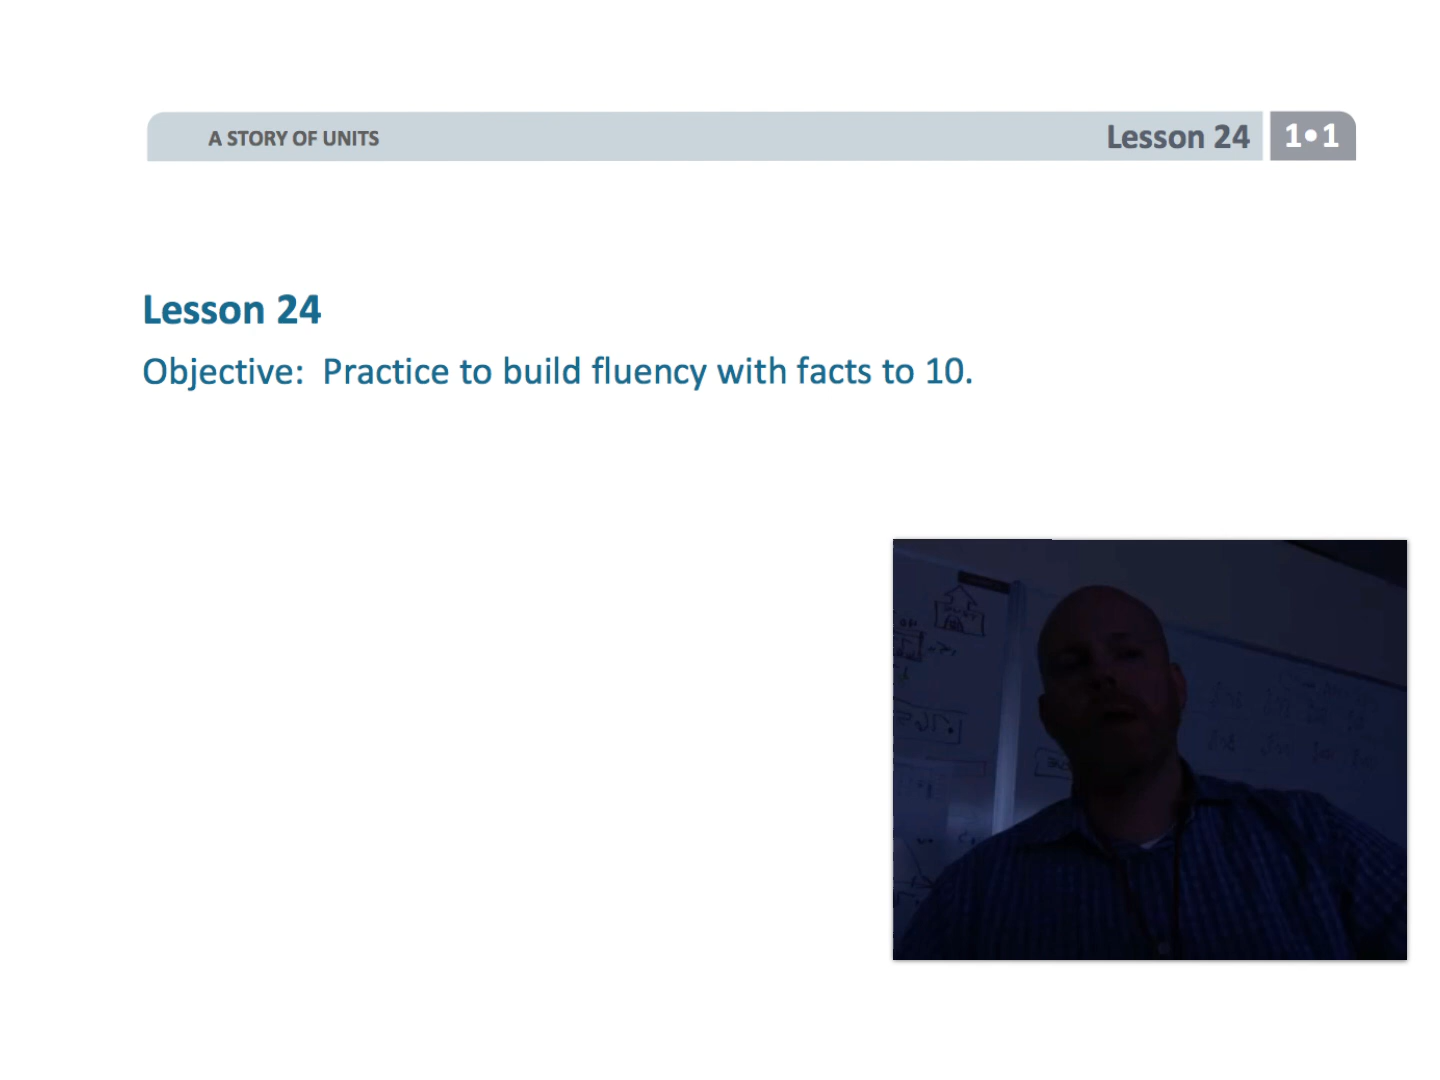 A STORY OF UNITS
Lesson 24 1•1
Lesson 24
Objective: Practice to build fluency with facts to 10.